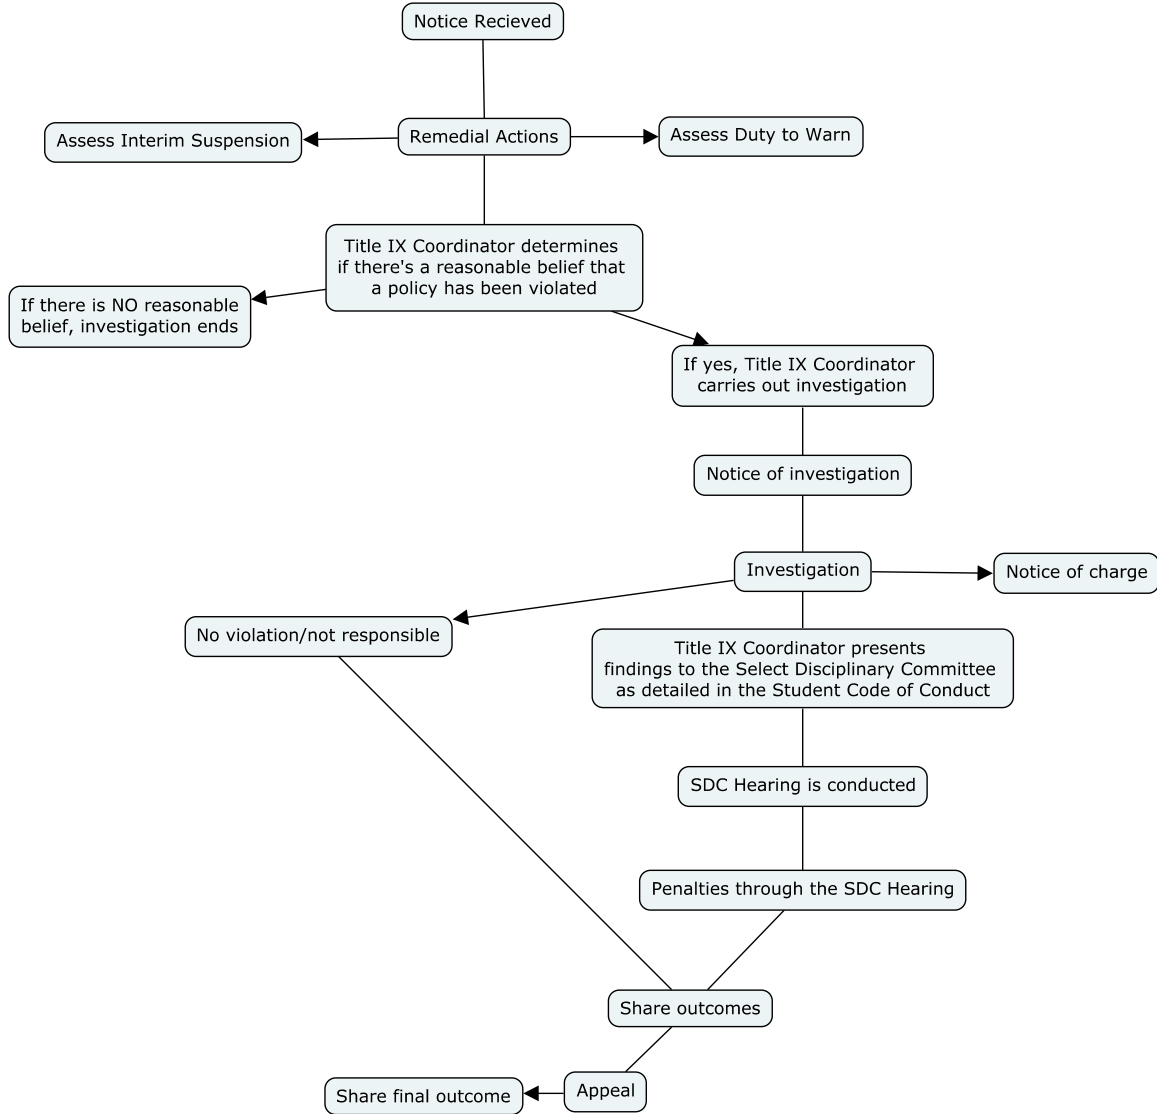 Notice Recieved
Assess Interim Suspension
Remedial Actions
Assess Duty to Warn
Title IX Coordinator determines
if there's a reasonable belief that
a policy has been violated
If there is NO reasonable
belief, investigation ends
If yes, Title IX Coordinator
carries out investigation
Notice of investigation
Investigation
Notice of charge
No violation/not responsible
Title IX Coordinator presents
findings to the Select Disciplinary Committee
as detailed in the Student Code of Conduct
SDC Hearing is conducted
Penalties through the SDC Hearing
Share outcomes
Appeal
Share final outcome